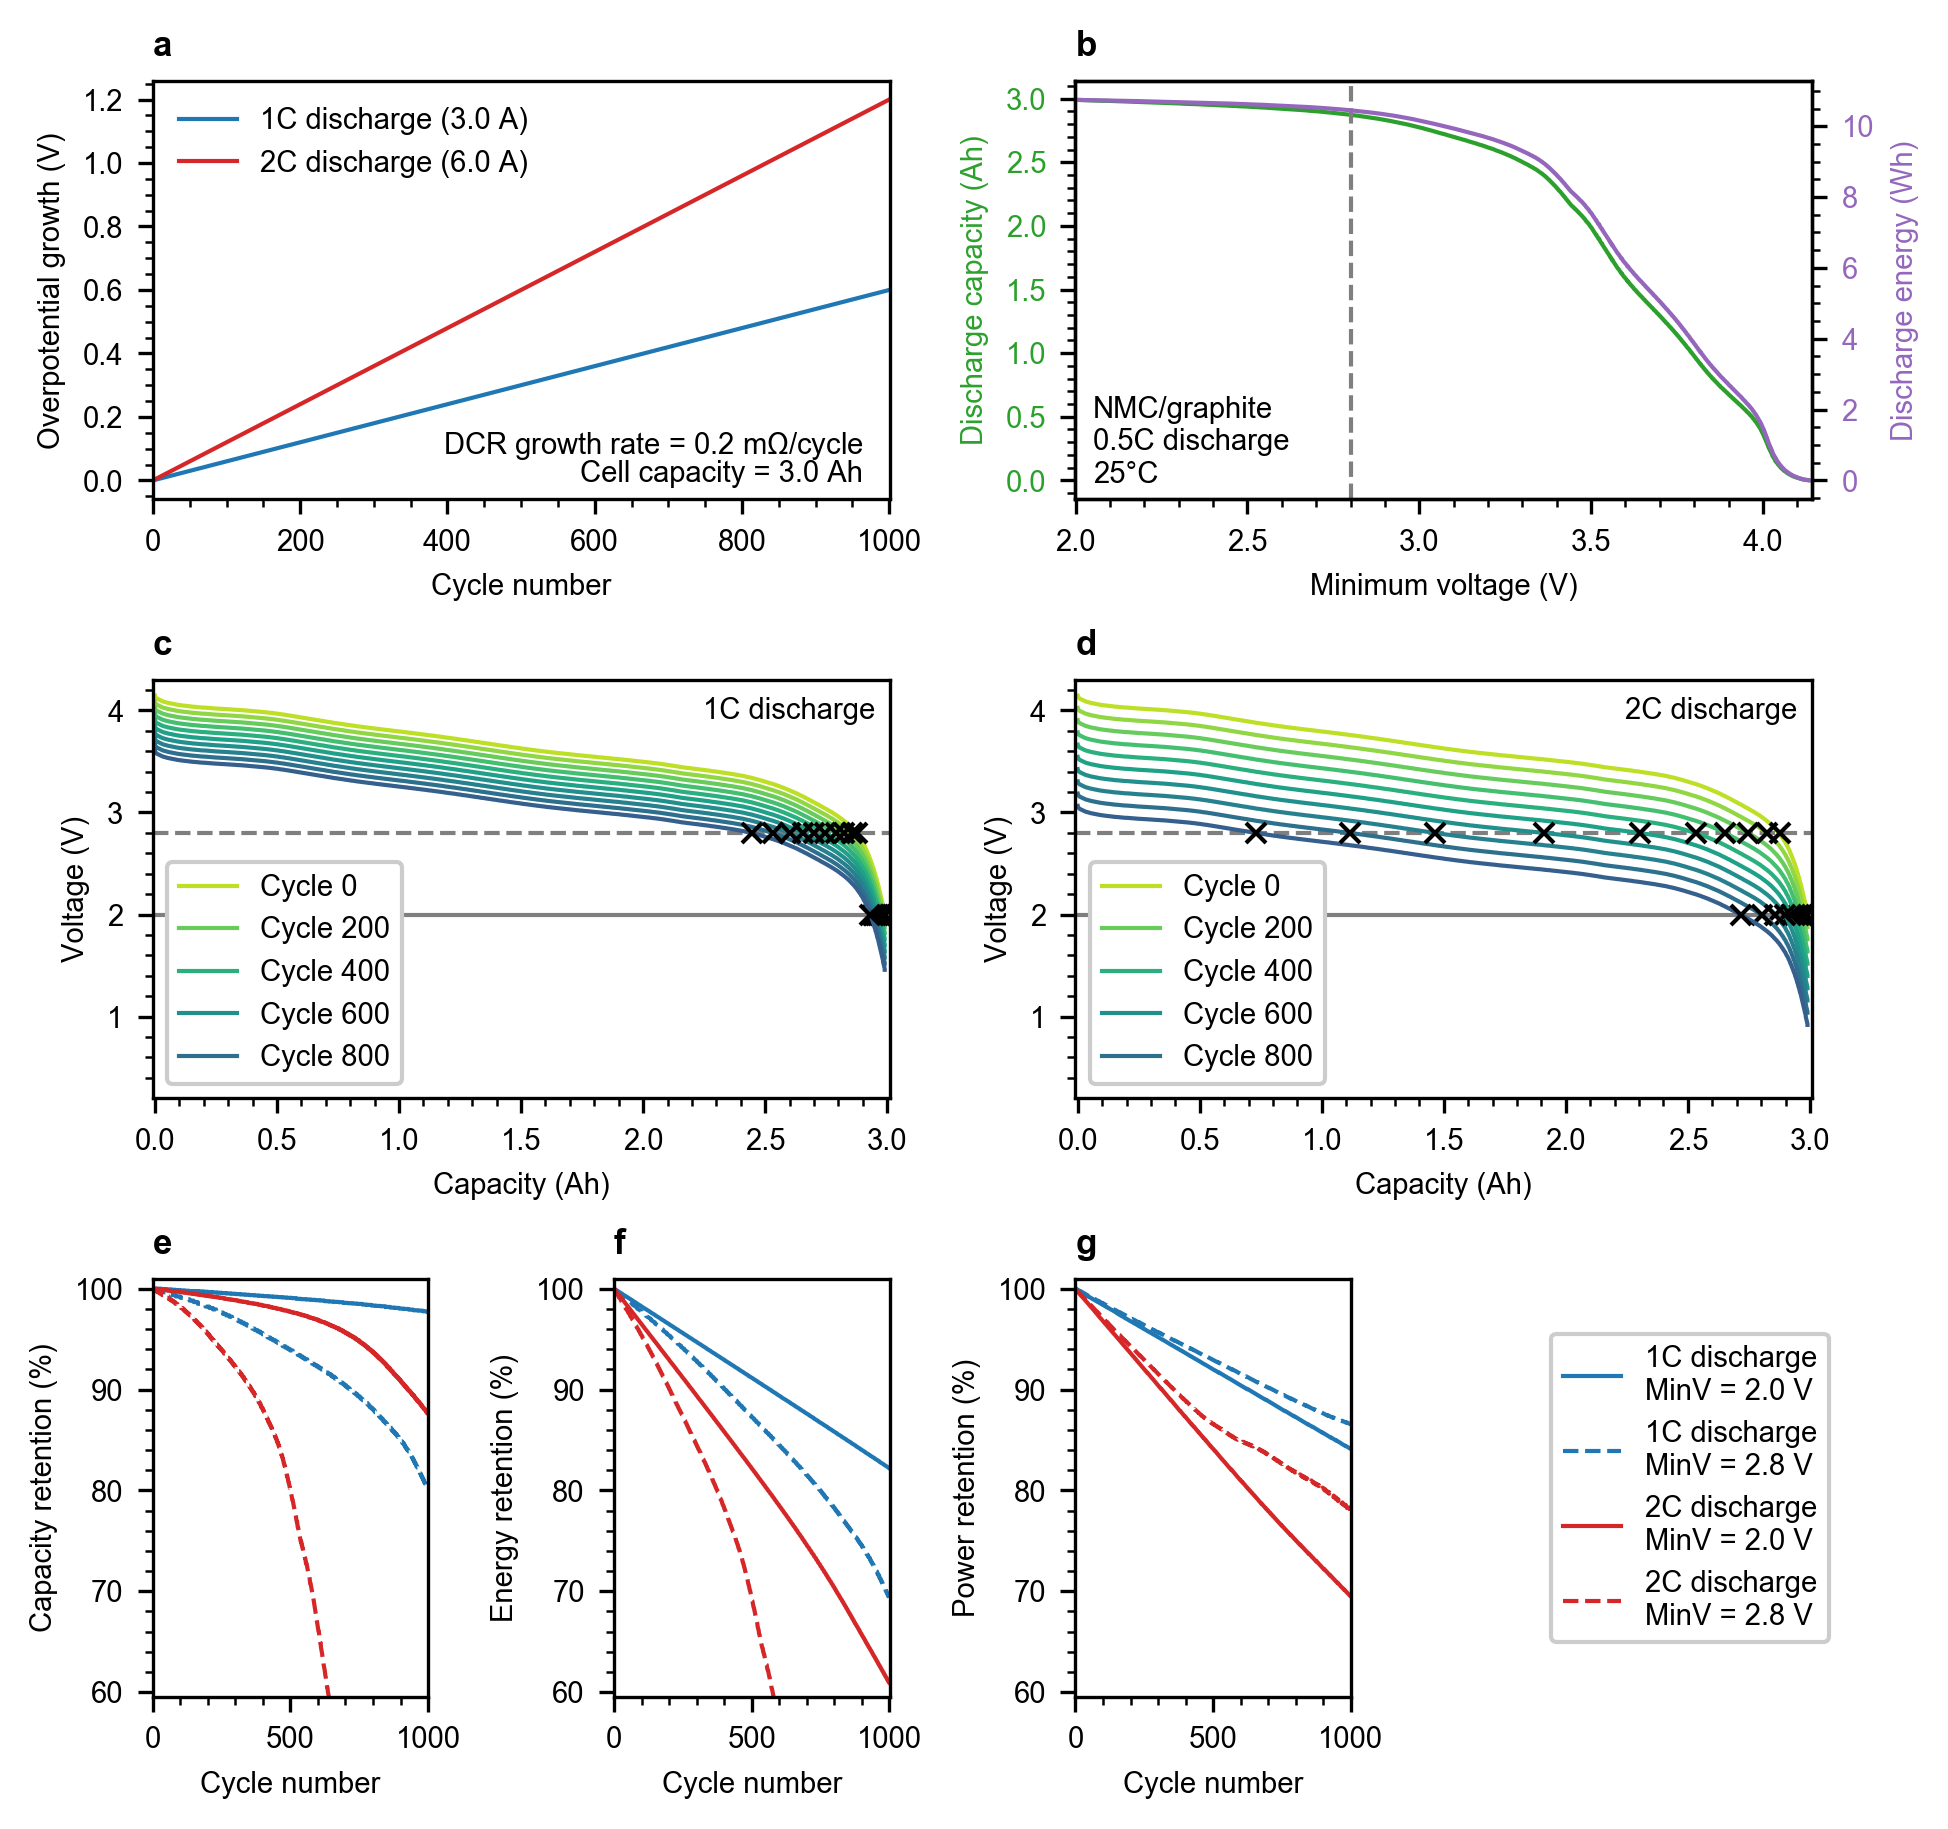 a
1.2
1.0
0.8
0.6
0.4
0.2
0.0
Overpotential growth (V)
1C discharge (3.0 A)
2C discharge (6.0 A)
DCR growth rate = 0.2 mΩ/cycle
Cell capacity = 3.0 Ah
0 200 400 600 800 1000
Cycle number
b
3.0
2.5
2.0
1.5
1.0
0.5
0.0
Discharge capacity (Ah)
NMC/graphite
0.5C discharge
25°C
10
8
6
4
2
0
Discharge energy (Wh)
2.0 2.5 3.0 3.5 4.0
Minimum voltage (V)
c
4
3
2
1
Voltage (V)
1C discharge
Cycle 0
Cycle 200
Cycle 400
Cycle 600
Cycle 800
0.0 0.5 1.0 1.5 2.0 2.5 3.0
Capacity (Ah)
d
4
3
2
1
Voltage (V)
2C discharge
Cycle 0
Cycle 200
Cycle 400
Cycle 600
Cycle 800
0.0 0.5 1.0 1.5 2.0 2.5 3.0
Capacity (Ah)
e
100
90
80
70
60
Capacity retention (%)
0 500 1000
Cycle number
f
100
90
80
70
60
Energy retention (%)
0 500 1000
Cycle number
g
100
90
80
70
60
Power retention (%)
0 500 1000
Cycle number
1C discharge
MinV = 2.0 V
1C discharge
MinV = 2.8 V
2C discharge
MinV = 2.0 V
2C discharge
MinV = 2.8 V